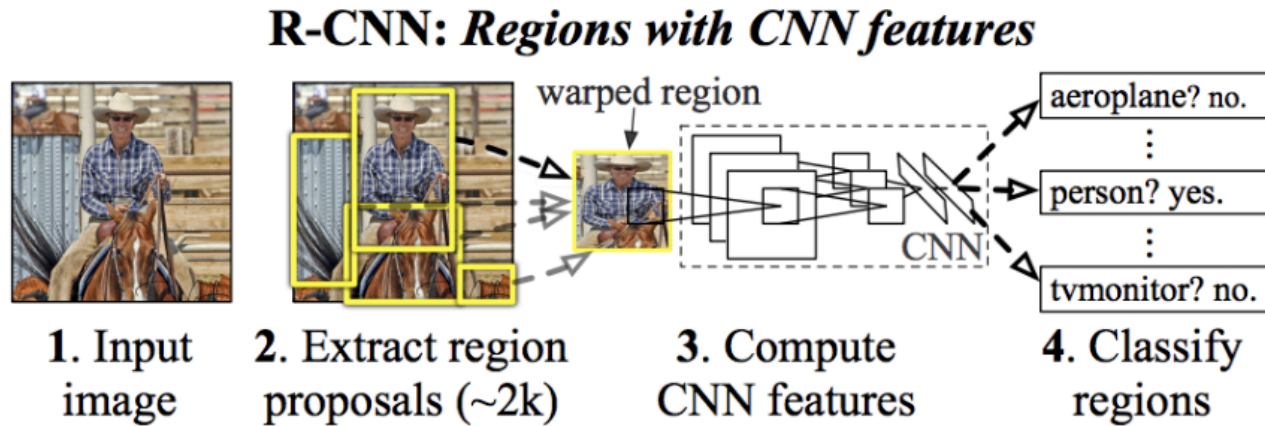 R-CNN: Regions with CNN features
warped region
aeroplane? no.
⋮
person? yes.
⋮
tvmonitor? no.
CNN
1. Input
image
2. Extract region
proposals (~2k)
3. Compute
CNN features
4. Classify
regions